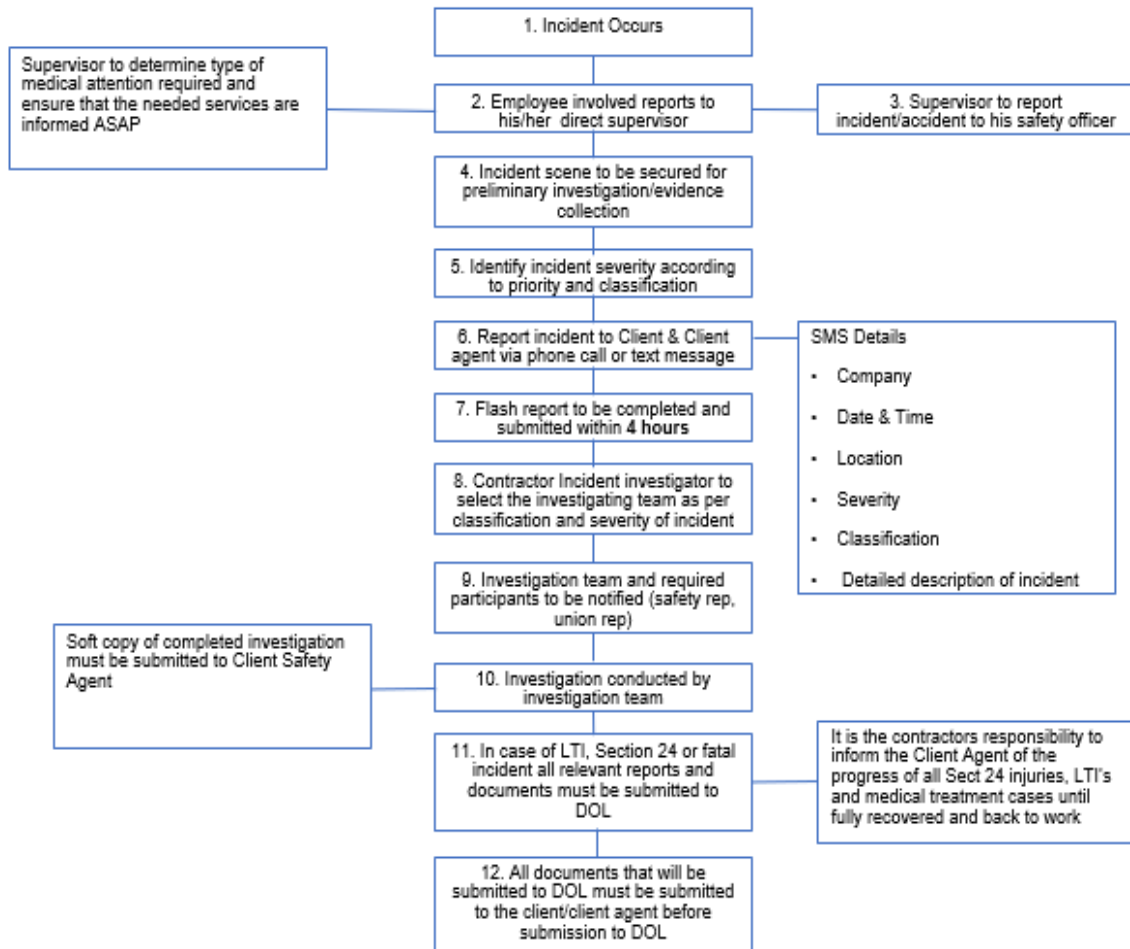 1. Incident Occurs
Supervisor to determine type of
medical attention required and
ensure that the needed services are
informed ASAP
2. Employee involved reports to
his/her direct supervisor
3. Supervisor to report
incident/accident to his safety officer
4. Incident scene to be secured for
preliminary investigation/evidence
collection
5. Identify incident severity according
to priority and classification
6. Report incident to Client & Client
agent via phone call or text message
SMS Details
▪ Company
▪ Date & Time
▪ Location
▪ Severity
▪ Classification
▪ Detailed description of incident
7. Flash report to be completed and
submitted within 4 hours
8. Contractor Incident investigator to
select the investigating team as per
classification and severity of incident
9. Investigation team and required
participants to be notified (safety rep,
union rep)
Soft copy of completed investigation
must be submitted to Client Safety
Agent
10. Investigation conducted by
investigation team
11. In case of LTI, Section 24 or fatal
incident all relevant reports and
documents must be submitted to
DOL
It is the contractors responsibility to
inform the Client Agent of the
progress of all Sect 24 injuries, LTI's
and medical treatment cases until
fully recovered and back to work
12. All documents that will be
submitted to DOL must be submitted
to the client/client agent before
submission to DOL